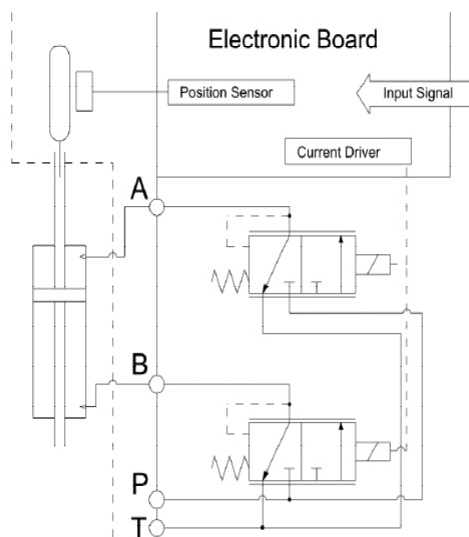 Electronic Board
Position Sensor
Input Signal
Current Driver
A
B
P
T